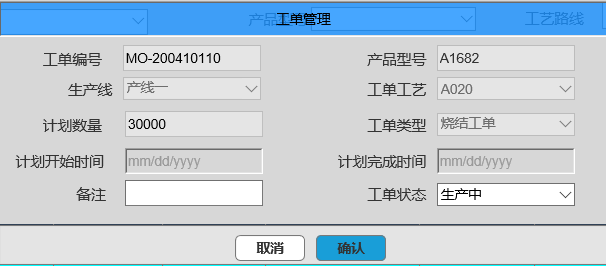 工单管理 工艺路线
工单编号 MO-200410110 产品型号 A1682
生产线 产线一 工单工艺 A020
计划数量 30000 工单类型 烧结工单
计划开始时间 mm/dd/yyyy 计划完成时间 mm/dd/yyyy
备注 工单状态 生产中
取消 确认